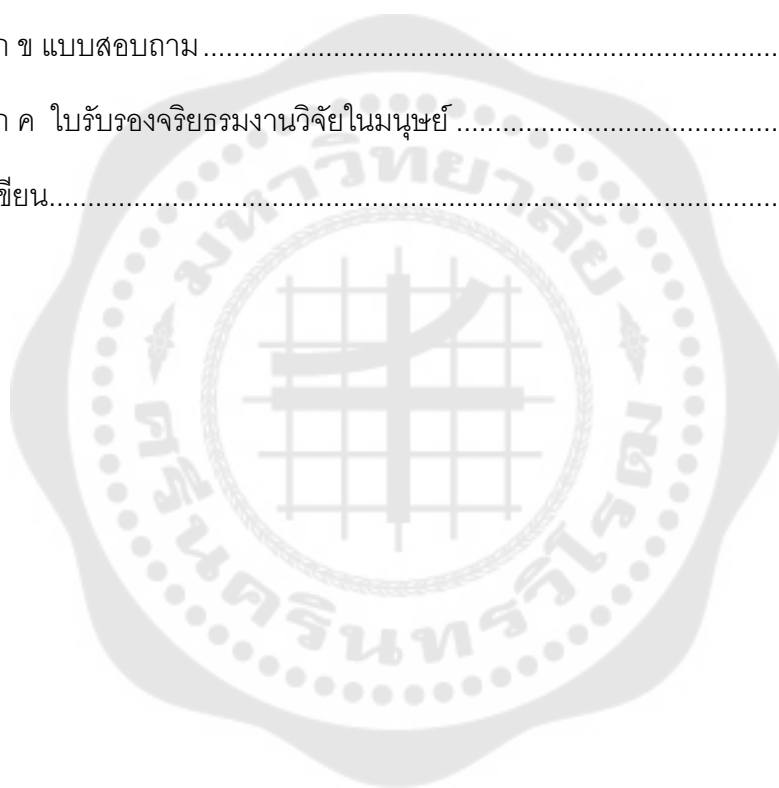 ข แบบสอบถาม......................................................................
ค ใบรับรองจริยธรรมงานวิจัยในมนุษย์......................................
เขียน..........................................................................................
มหาวิทยาลัย
ศรีนครินทรวิโรฒ